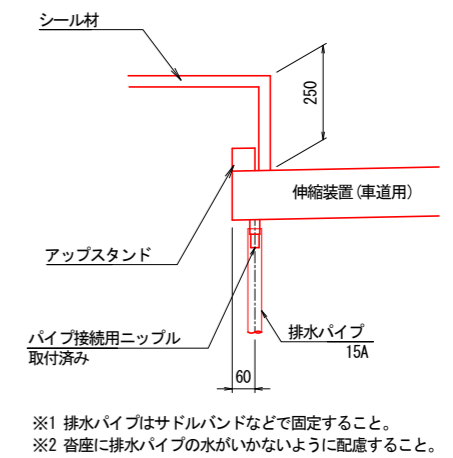 シール材
250
伸縮装置(車道用)
アップスタンド
パイプ接続用ニップル
取付済み
排水パイプ
15A
60
※1 排水パイプはサドルバンドなどで固定すること。
※2 沓座に排水パイプの水がいかないように配慮すること。